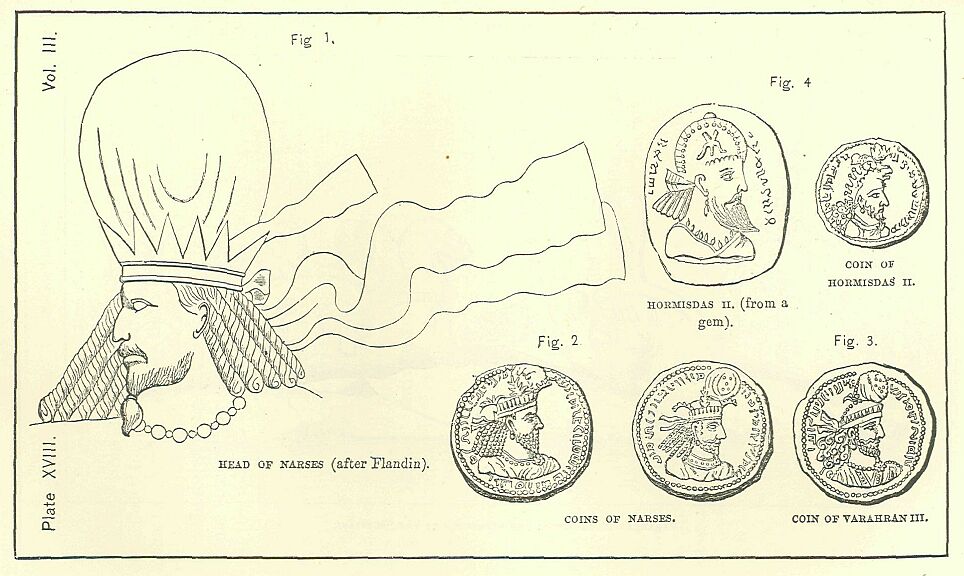 Vol. III.
Fig 1.
Fig. 4
COIN OF
HORMISDAS II.
HORMISDAS II. (from a
gem).
Fig. 2
Fig. 3.
HEAD OF NARSES (after Flandin).
Plate XVIII.
COINS OF NARSES.
COIN OF VARAHRAN III.